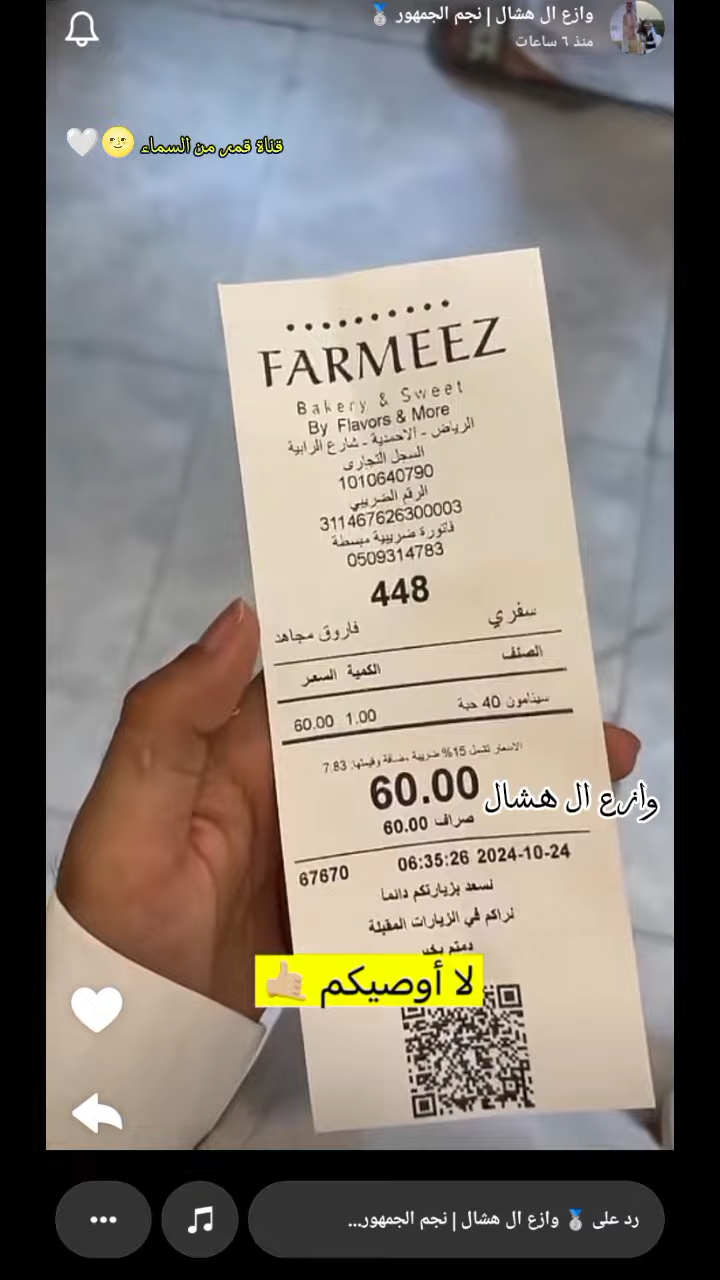 وازع ال هشال | نجم الجمهور 🥈
منذ ٦ ساعات
قناة قمر من السماء 🌝🤍
FARMEEZ
Bakery & Sweet
By Flavors & More
الرياض - الاحمدية - شارع الرابية
السجل التجاري
1010640790
الرقم الضريبي
311467626300003
فاتورة ضريبية مبسطة
0509314783
448
سفري فاروق مجاهد
الصنف الكمية السعر
سينامون 40 حبة 1.00 60.00
الاسعار تشمل 15% ضريبة مضافة وقيمتها: 7.83
60.00
وازع ال هشال
صراف 60.00
67670 06:35:26 2024-10-24
نسعد بزيارتكم دائماً
نراكم في الزيارات المقبلة
دمتم بخير
لا أوصيكم 🤙🏻
رد على 🥈 وازع ال هشال | نجم الجمهور...